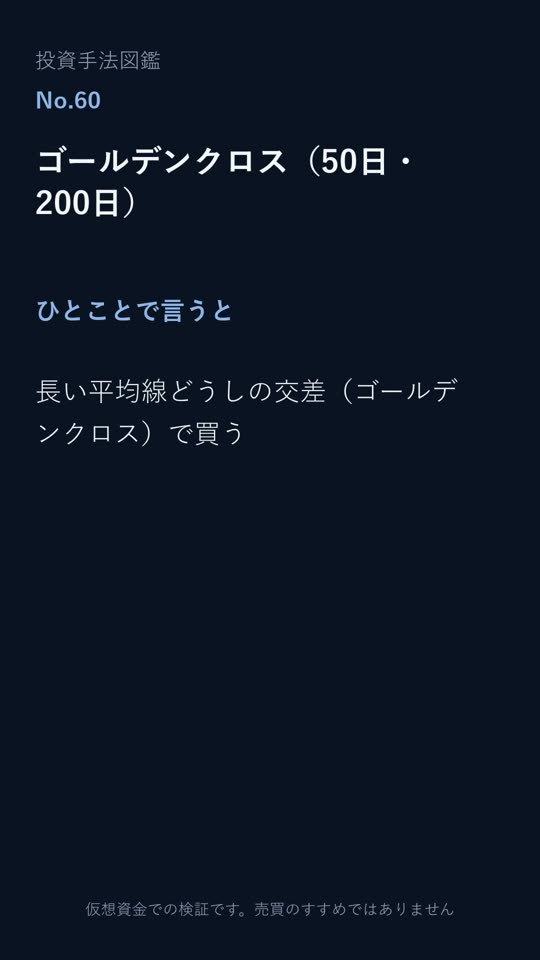 投資手法図鑑
No.60
ゴールデンクロス（50日・
200日）
ひとことで言うと
長い平均線どうしの交差（ゴールデ
ンクロス）で買う
仮想資金での検証です。売買のすすめではありません